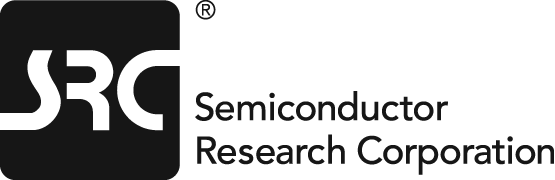 SRC
®
Semiconductor
Research Corporation